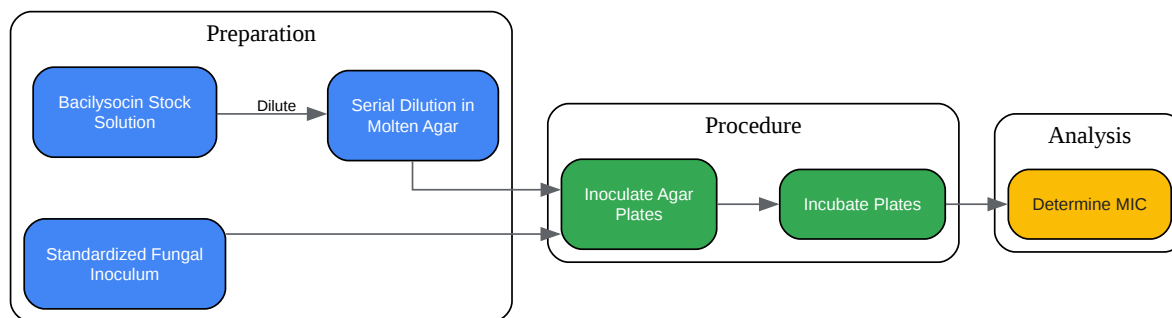 Preparation
Bacilysocin Stock
Solution
Dilute
Serial Dilution in
Molten Agar
Standardized Fungal
Inoculum
Procedure
Inoculate Agar
Plates
Incubate Plates
Analysis
Determine MIC